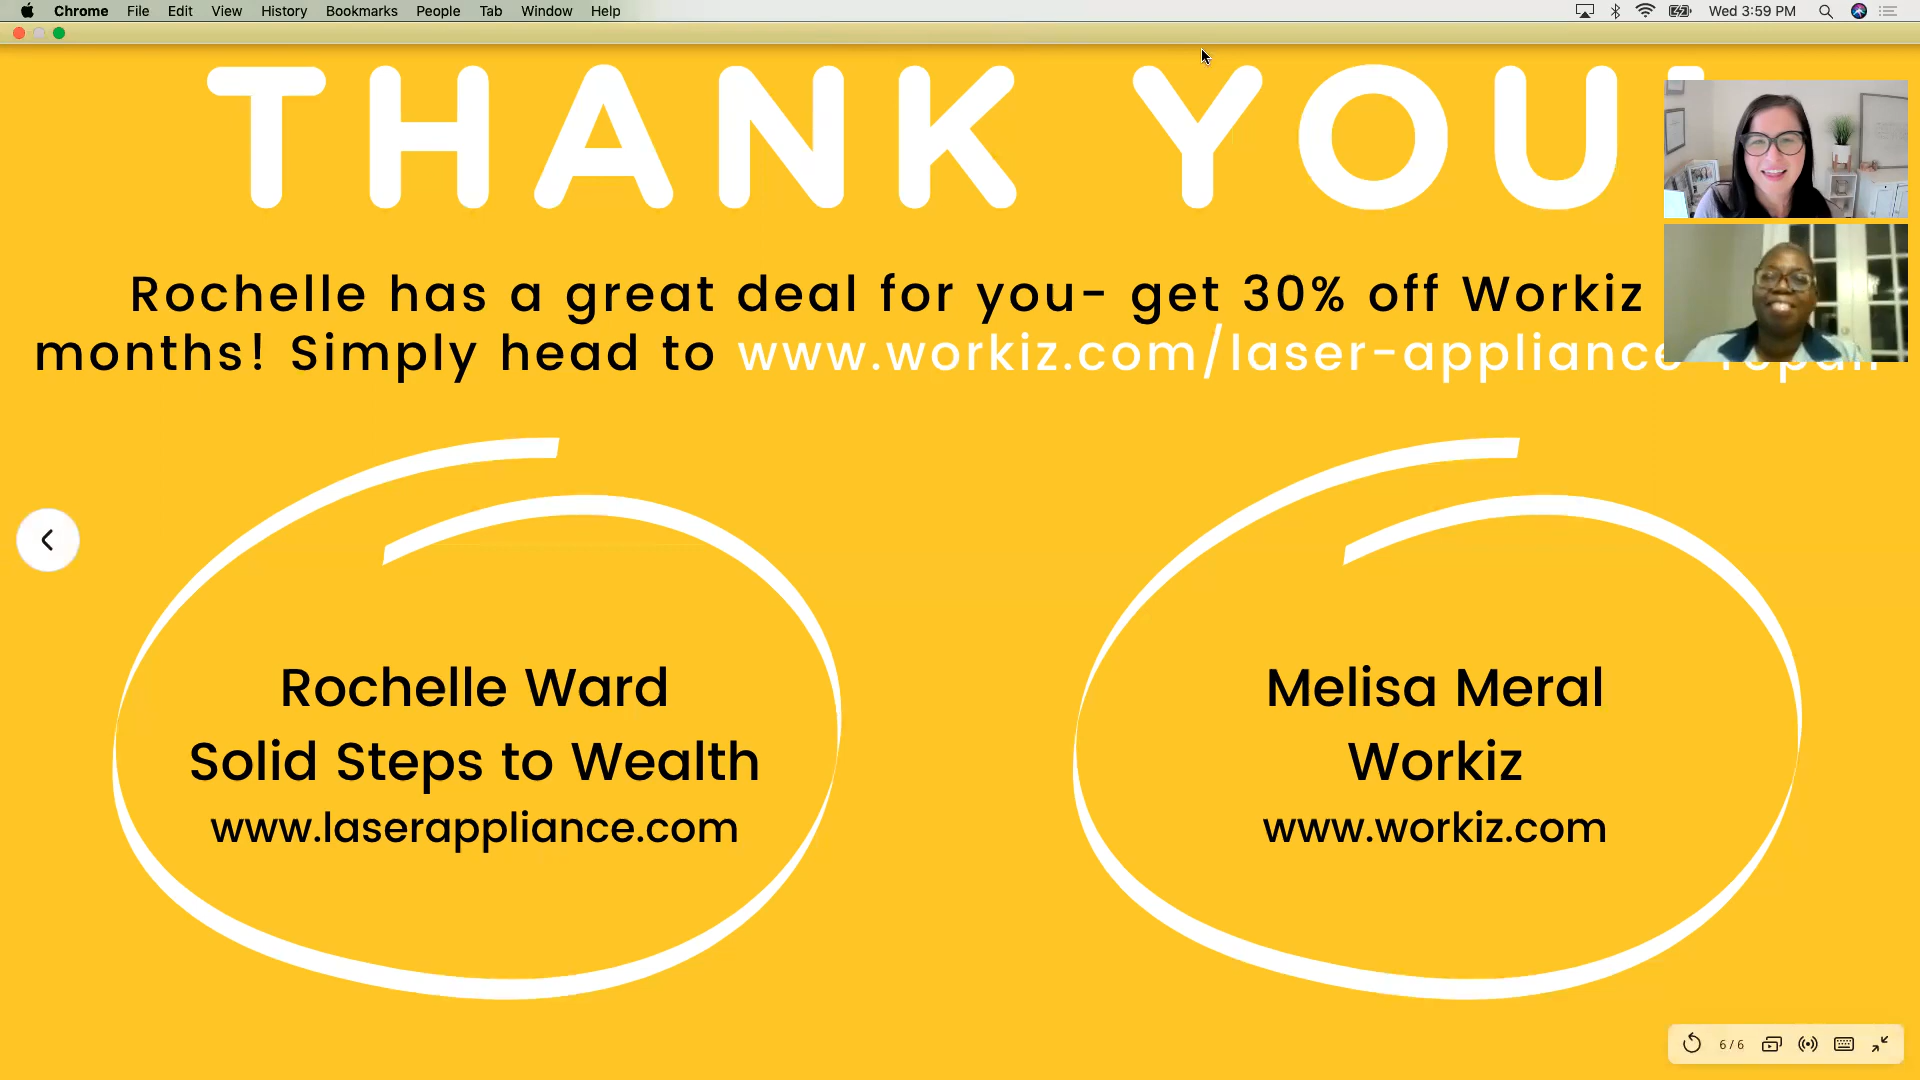 Chrome File Edit View History Bookmarks People Tab Window Help Wed 3:59 PM
THANK YOU!
Rochelle has a great deal for you- get 30% off Workiz
months! Simply head to www.workiz.com/laser-appliance-repair
Rochelle Ward
Solid Steps to Wealth
www.laserappliance.com
Melisa Meral
Workiz
www.workiz.com
6/6